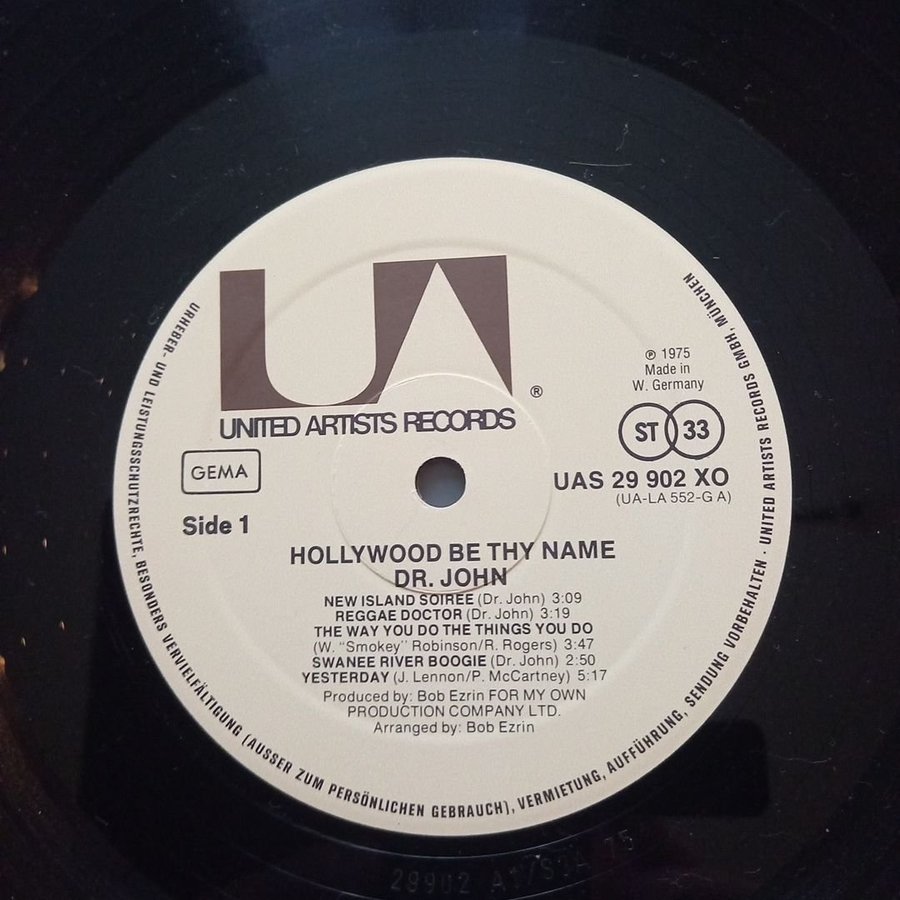 UA
®
UNITED ARTISTS RECORDS
GEMA
Side 1
℗ 1975
Made in
W. Germany
ST 33
UAS 29 902 XO
(UA-LA 552-G A)
HOLLYWOOD BE THY NAME
DR. JOHN
NEW ISLAND SOIREE (Dr. John) 3:09
REGGAE DOCTOR (Dr. John) 3:19
THE WAY YOU DO THE THINGS YOU DO
(W. "Smokey" Robinson/R. Rogers) 3:47
SWANEE RIVER BOOGIE (Dr. John) 2:50
YESTERDAY (J. Lennon/P. McCartney) 5:17
Produced by: Bob Ezrin FOR MY OWN
PRODUCTION COMPANY LTD.
Arranged by: Bob Ezrin
URHEBER- UND LEISTUNGSSCHUTZRECHTE, BESONDERS VERVIELFÄLTIGUNG (AUSSER ZUM PERSÖNLICHEN GEBRAUCH), VERMIETUNG, AUFFÜHRUNG, SENDUNG VORBEHALTEN · UNITED ARTISTS RECORDS GMBH, MÜNCHEN
29902